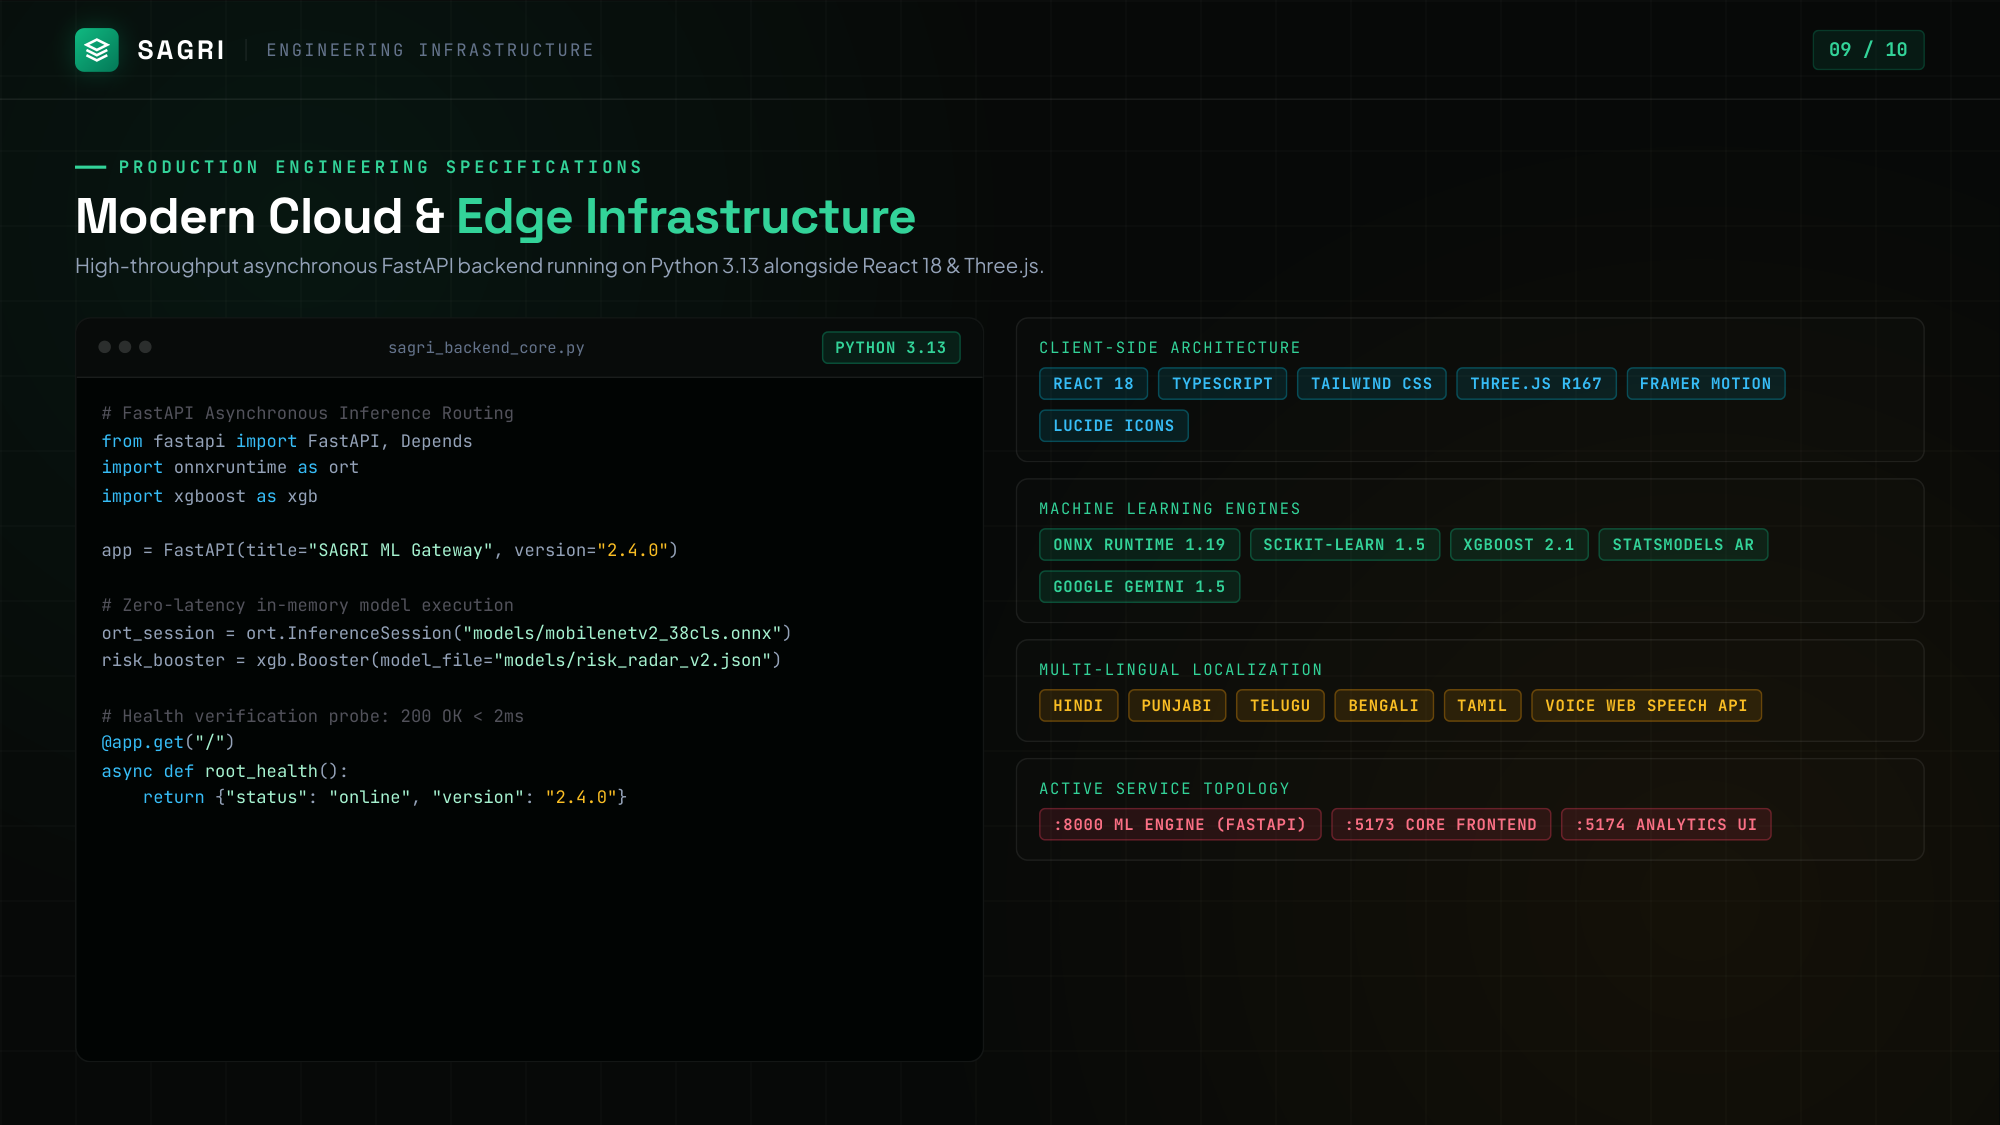 SAGRI
ENGINEERING INFRASTRUCTURE
09 / 10
PRODUCTION ENGINEERING SPECIFICATIONS
Modern Cloud & Edge Infrastructure
High-throughput asynchronous FastAPI backend running on Python 3.13 alongside React 18 & Three.js.
sagri_backend_core.py
PYTHON 3.13
# FastAPI Asynchronous Inference Routing
from fastapi import FastAPI, Depends
import onnxruntime as ort
import xgboost as xgb
app = FastAPI(title="SAGRI ML Gateway", version="2.4.0")
# Zero-latency in-memory model execution
ort_session = ort.InferenceSession("models/mobilenetv2_38cls.onnx")
risk_booster = xgb.Booster(model_file="models/risk_radar_v2.json")
# Health verification probe: 200 OK < 2ms
@app.get("/")
async def root_health():
    return {"status": "online", "version": "2.4.0"}
CLIENT-SIDE ARCHITECTURE
REACT 18 TYPESCRIPT TAILWIND CSS THREE.JS R167 FRAMER MOTION
LUCIDE ICONS
MACHINE LEARNING ENGINES
ONNX RUNTIME 1.19 SCIKIT-LEARN 1.5 XGBOOST 2.1 STATSMODELS AR
GOOGLE GEMINI 1.5
MULTI-LINGUAL LOCALIZATION
HINDI PUNJABI TELUGU BENGALI TAMIL VOICE WEB SPEECH API
ACTIVE SERVICE TOPOLOGY
:8000 ML ENGINE (FASTAPI) :5173 CORE FRONTEND :5174 ANALYTICS UI